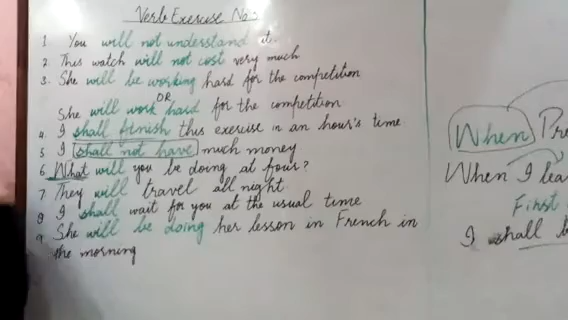 Verb Exercise No.
1. You will not understand it.
2. This watch will not cost very much
3. She will be working hard for the competition
OR
She will work hard for the competition
4. I shall finish this exercise in an hour's time
5 I shall not have much money
6 What will you be doing at four?
7 They will travel all night
8 I shall wait for you at the usual time
9 She will be doing her lesson in French in
the morning
When
When I
First
I shall